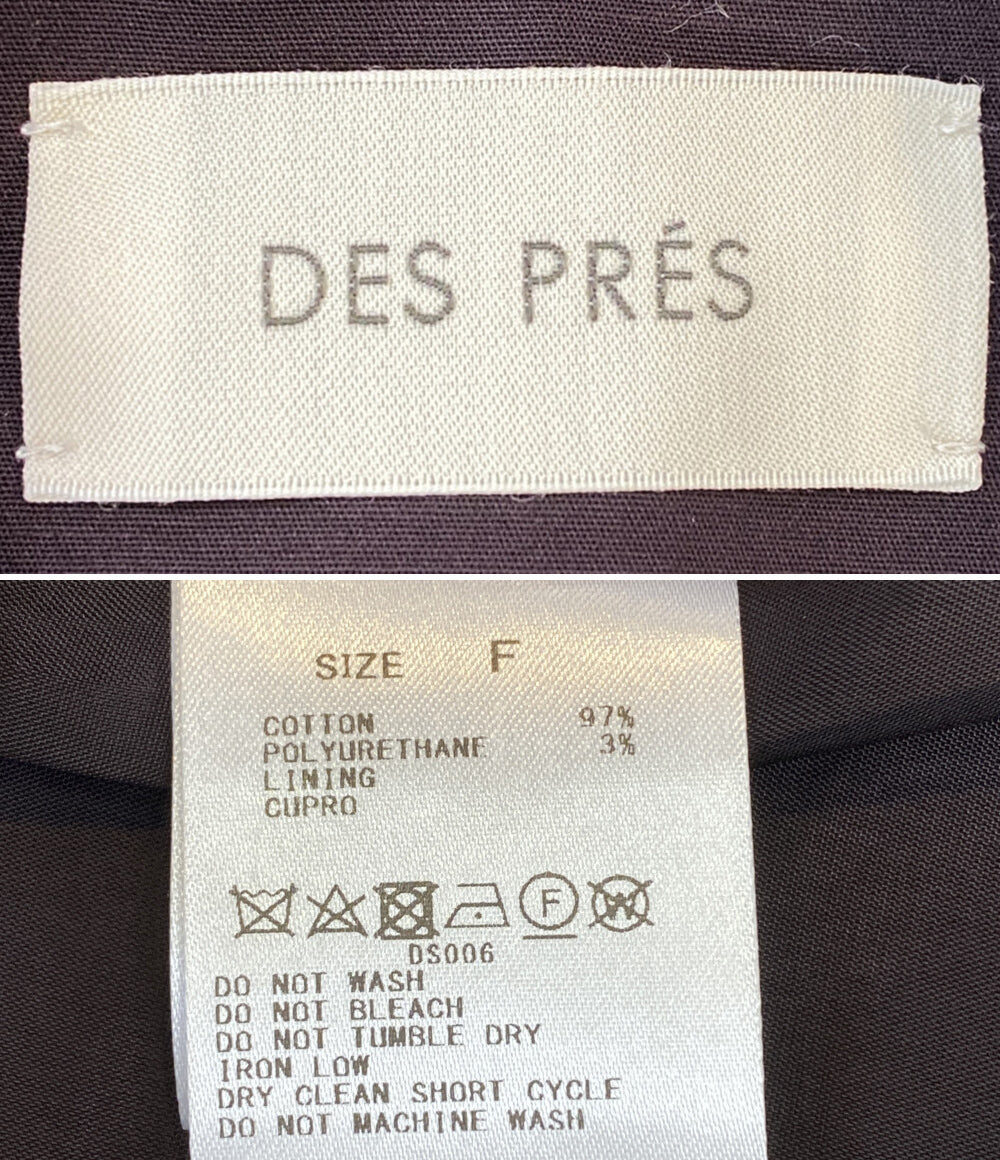 DES PRÉS
SIZE F
COTTON 97%
POLYURETHANE 3%
LINING
CUPRO
F W
DS006
DO NOT WASH
DO NOT BLEACH
DO NOT TUMBLE DRY
IRON LOW
DRY CLEAN SHORT CYCLE
DO NOT MACHINE WASH